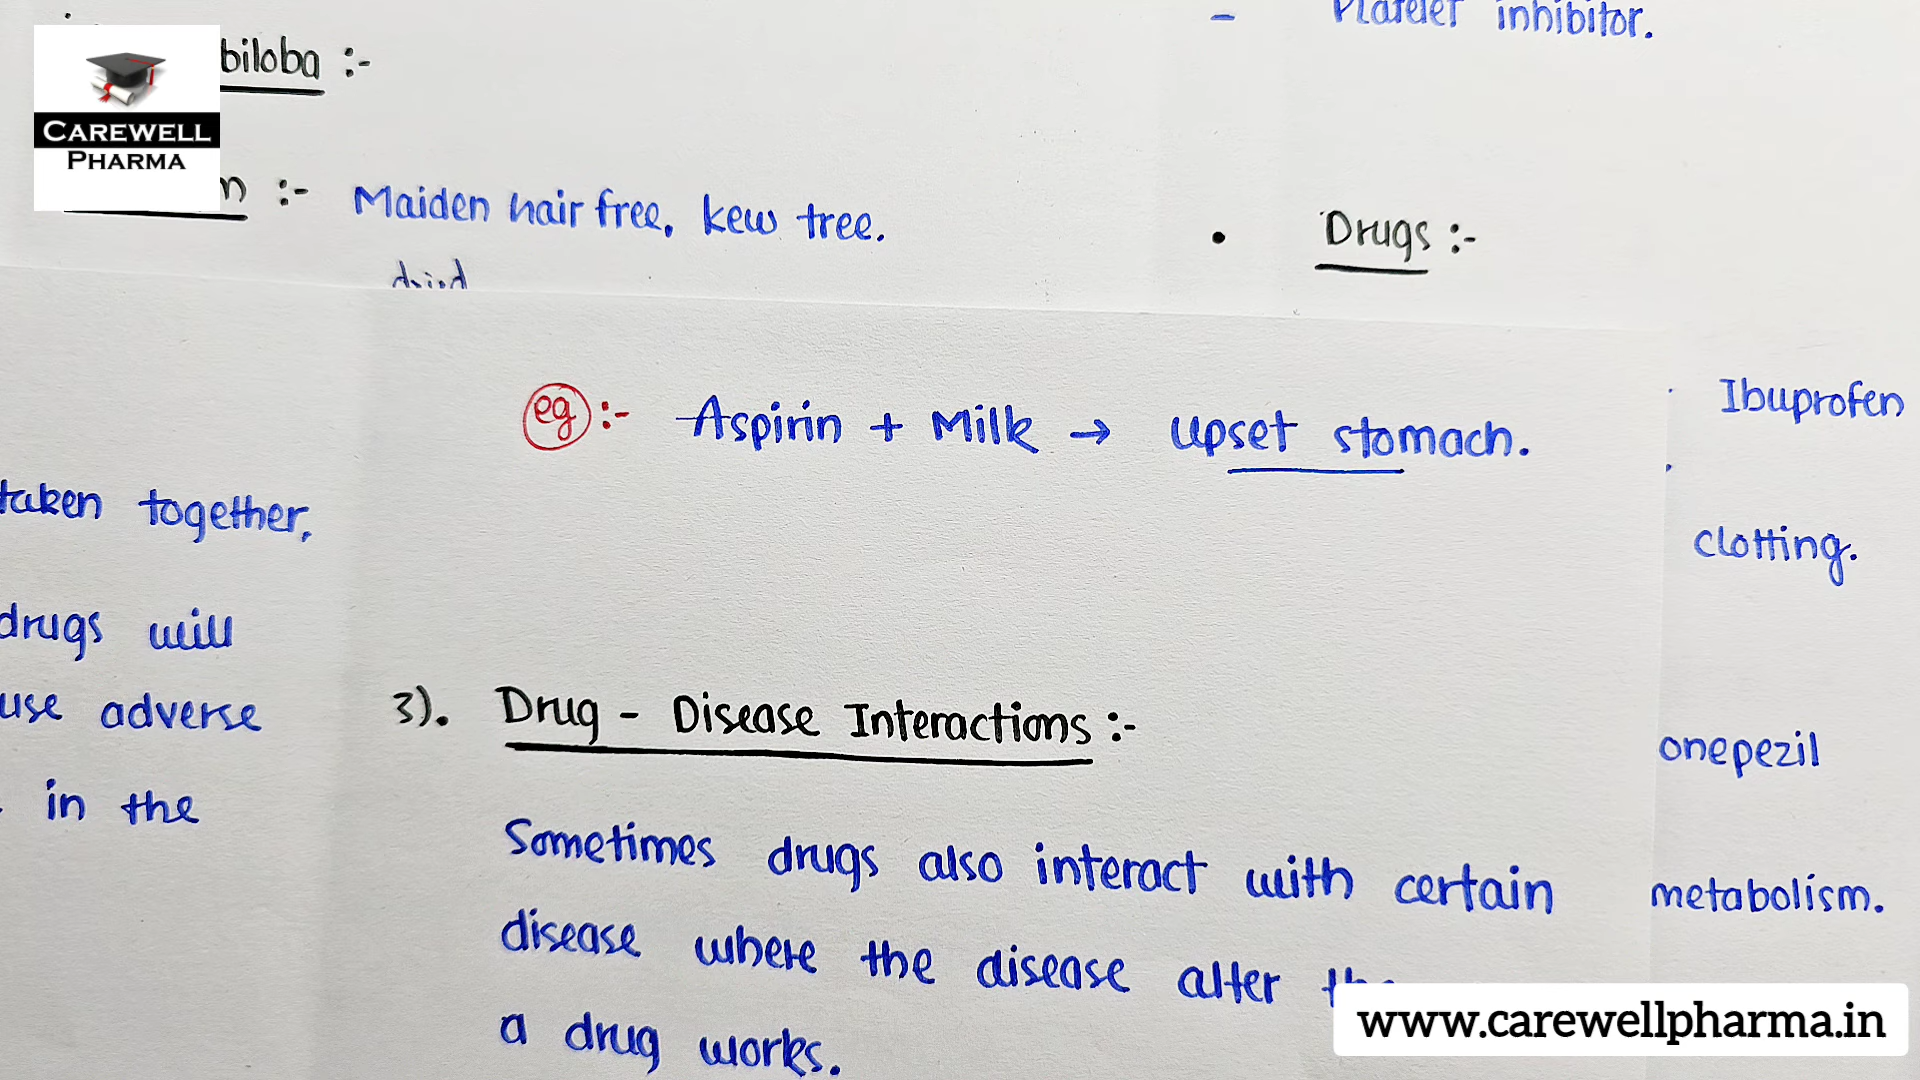 Platelet inhibitor.
biloba :-
CAREWELL
PHARMA
:- Maiden hair free, kew tree.
• Drugs :-
dried
eg :- Aspirin + Milk → upset stomach.
Ibuprofen
taken together,
clotting.
drugs will
use adverse
3). Drug - Disease Interactions :-
onepezil
in the
Sometimes drugs also interact with certain
metabolism.
disease where the disease alter the
a drug works.
www.carewellpharma.in